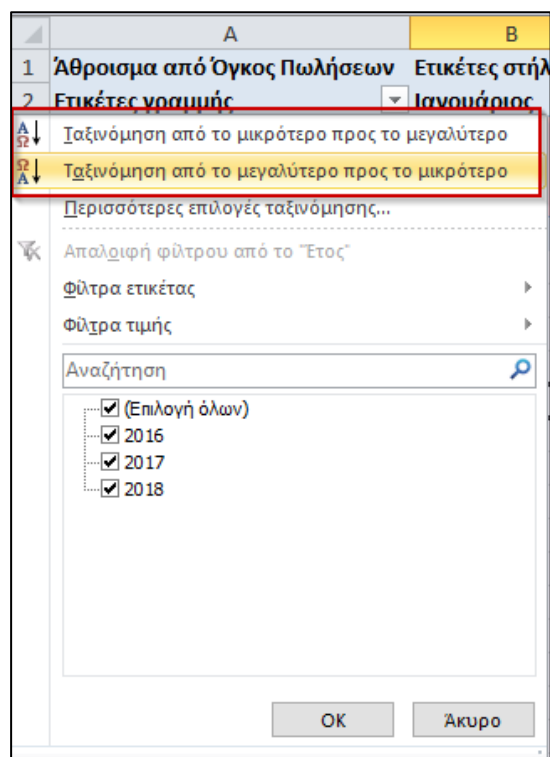 A B
1 Άθροισμα από Όγκος Πωλήσεων Ετικέτες στήλ
2 Ετικέτες γραμμής Ιανουάριος
Ταξινόμηση από το μικρότερο προς το μεγαλύτερο
Ταξινόμηση από το μεγαλύτερο προς το μικρότερο
Περισσότερες επιλογές ταξινόμησης...
Απαλοιφή φίλτρου από το "Έτος"
Φίλτρα ετικέτας
Φίλτρα τιμής
Αναζήτηση
(Επιλογή όλων)
2016
2017
2018
OK Άκυρο